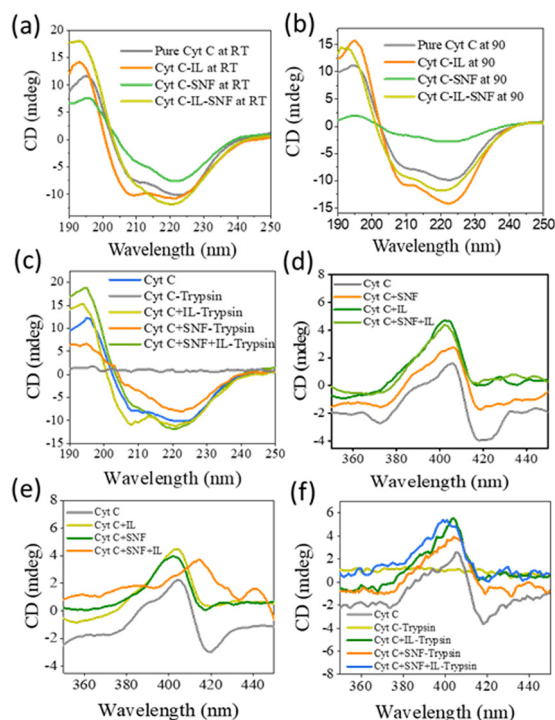 (a)
Pure Cyt C at RT
Cyt C-IL at RT
Cyt C-SNF at RT
Cyt C-IL-SNF at RT
CD (mdeg)
20
15
10
5
0
-5
-10
-15
190 200 210 220 230 240 250
Wavelength (nm)
(b)
Pure Cyt C at 90
Cyt C-IL at 90
Cyt C-SNF at 90
Cyt C-IL-SNF at 90
CD (mdeg)
15
10
5
0
-5
-10
-15
190 200 210 220 230 240 250
Wavelength (nm)
(c)
Cyt C
Cyt C-Trypsin
Cyt C+IL-Trypsin
Cyt C+SNF-Trypsin
Cyt C+SNF+IL-Trypsin
CD (mdeg)
20
15
10
5
0
-5
-10
-15
190 200 210 220 230 240 250
Wavelength (nm)
(d)
Cyt C
Cyt C+SNF
Cyt C+IL
Cyt C+SNF+IL
CD (mdeg)
8
6
4
2
0
-2
-4
360 380 400 420 440
Wavelength (nm)
(e)
Cyt C
Cyt C+IL
Cyt C+SNF
Cyt C+SNF+IL
CD (mdeg)
8
6
4
2
0
-2
-4
360 380 400 420 440
Wavelength (nm)
(f)
CD (mdeg)
6
4
2
0
-2
-4
-6
-8
Cyt C
Cyt C-Trypsin
Cyt C+IL-Trypsin
Cyt C+SNF-Trypsin
Cyt C+SNF+IL-Trypsin
360 380 400 420 440
Wavelength (nm)